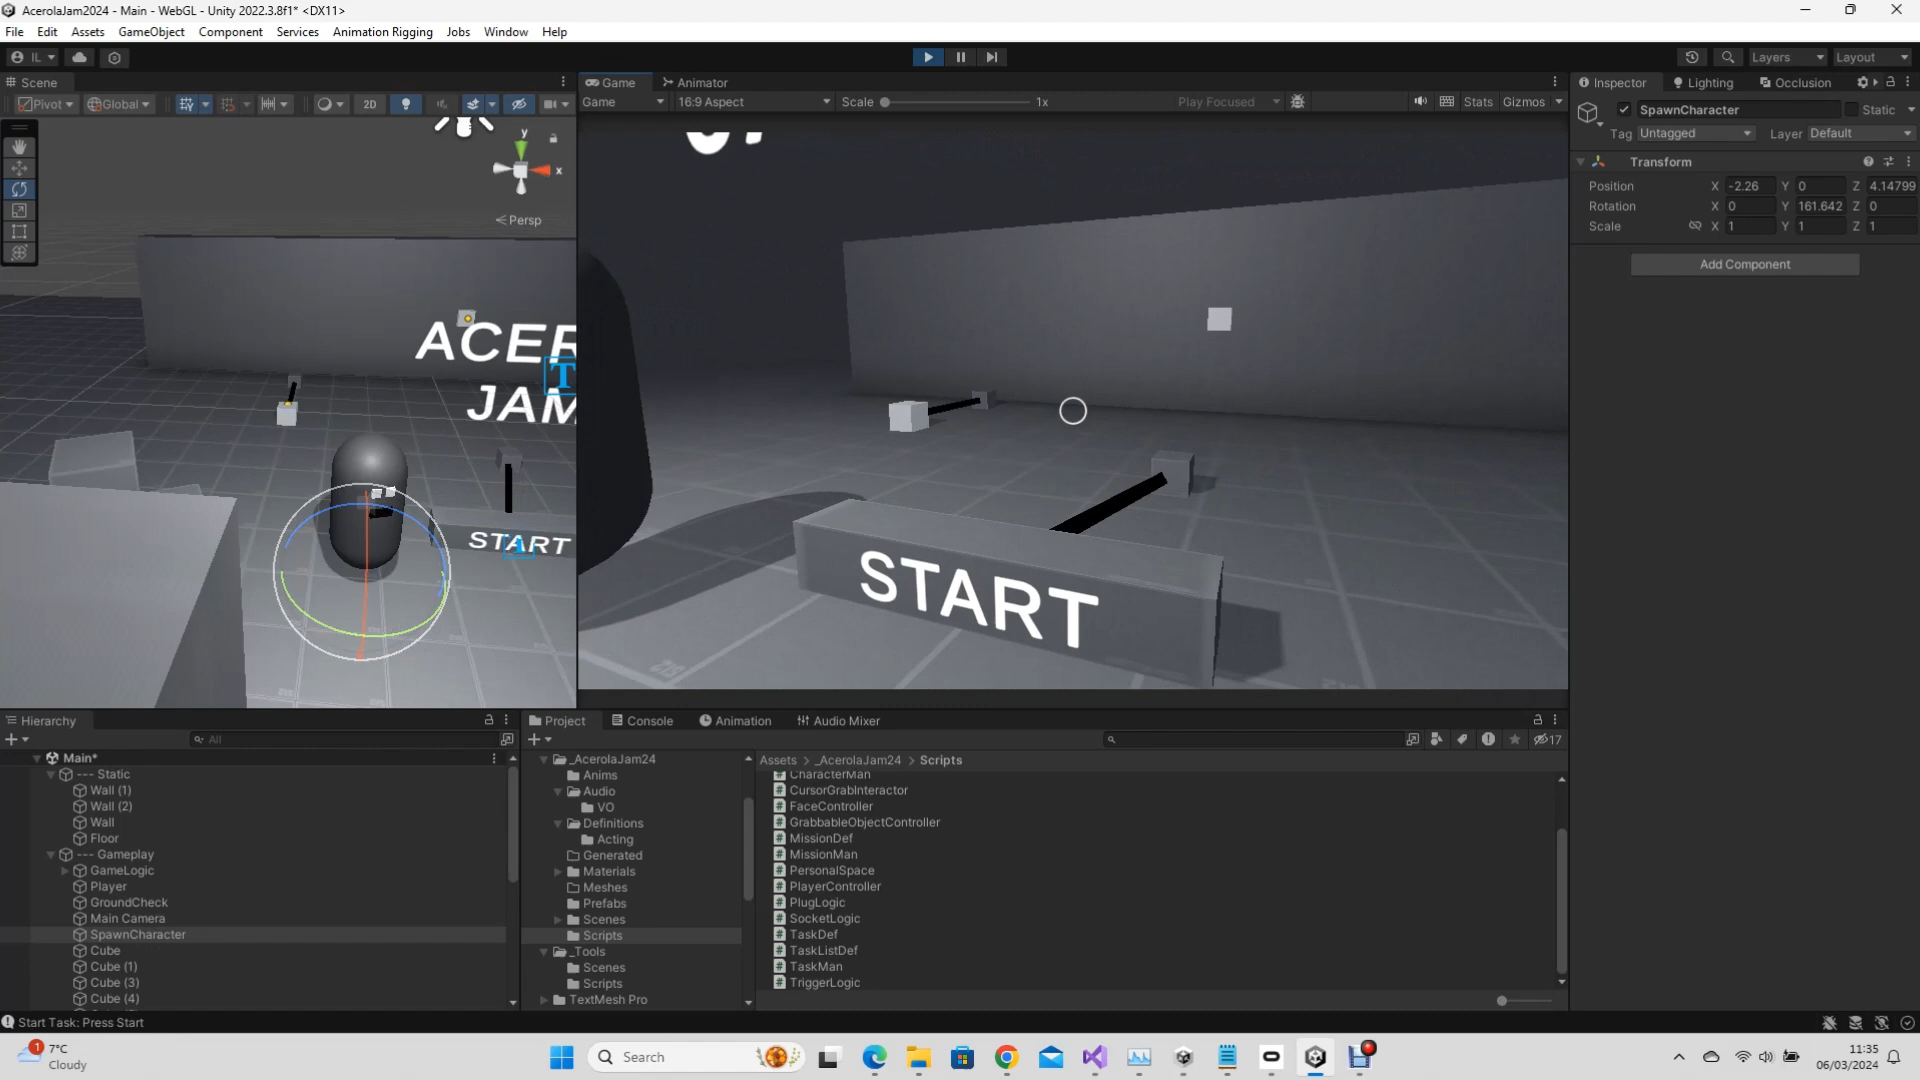 AcerolaJam2024 - Main - WebGL - Unity 2022.3.8f1* <DX11>
File Edit Assets GameObject Component Services Animation Rigging Jobs Window Help
IL Layers Layout
Scene
Game Animator
Inspector Lighting Occlusion
Pivot Global 2D
Game 16:9 Aspect Scale 1x Play Focused Stats Gizmos
SpawnCharacter Static
Tag Untagged Layer Default
Transform
Position X -2.26 Y 0 Z 4.14799
Rotation X 0 Y 161.642 Z 0
Scale X 1 Y 1 Z 1
Add Component
y
x
Persp
ACER
T
JAM
START
START
Hierarchy
All
Main*
--- Static
Wall (1)
Wall (2)
Wall
Floor
--- Gameplay
GameLogic
Player
GroundCheck
Main Camera
SpawnCharacter
Cube
Cube (1)
Cube (3)
Cube (4)
Project Console Animation Audio Mixer
17
_AcerolaJam24
Anims
Audio
VO
Definitions
Acting
Generated
Materials
Meshes
Prefabs
Scenes
Scripts
_Tools
Scenes
Scripts
TextMesh Pro
Assets > _AcerolaJam24 > Scripts
CharacterMan
CursorGrabInteractor
FaceController
GrabbableObjectController
MissionDef
MissionMan
PersonalSpace
PlayerController
PlugLogic
SocketLogic
TaskDef
TaskListDef
TaskMan
TriggerLogic
Start Task: Press Start
1
7°C
Cloudy
Search
11:35
06/03/2024